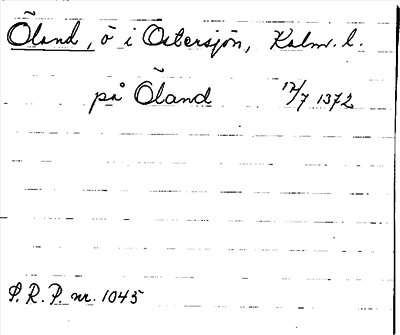 Öland, ö i Östersjön, Kalm. l.
på Öland 17/7 1372
S.R.P. nr. 1045